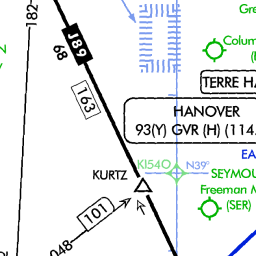 Gre
182
Colum
N
(E
J89
89
TERRE HA
163
HANOVER
93(Y) GVR (H) (114.
EA
KI54O
N39°
KURTZ
SEYMOU
Freeman M
101
(SER)
048